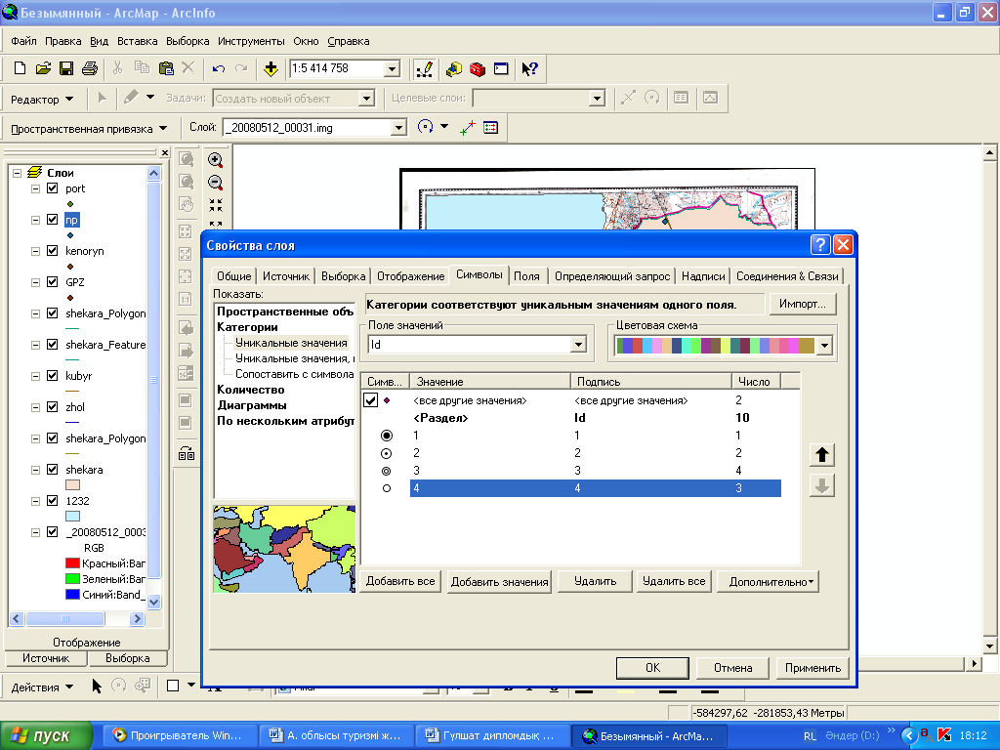 Безымянный - ArcMap - ArcInfo
Файл Правка Вид Вставка Выборка Инструменты Окно Справка
1:5 414 758
Редактор Задачи: Создать новый объект Целевые слои:
Пространственная привязка Слой: _20080512_00031.img
Слои
port
np
kenoryn
GPZ
shekara_Polygon
shekara_Feature
kubyr
zhol
shekara_Polygon
shekara
1232
_20080512_0003
RGB
Красный:Ban
Зеленый:Ban
Синий:Band_
Отображение
Источник Выборка
Свойства слоя
Общие Источник Выборка Отображение Символы Поля Определяющий запрос Надписи Соединения & Связи
Показать:
Пространственные объ
Категории
Уникальные значения
Уникальные значения,
Сопоставить с символа
Количество
Диаграммы
По нескольким атрибут
Категории соответствуют уникальным значениям одного поля.
Импорт...
Поле значений
Id
Цветовая схема
Симв... Значение Подпись Число
<все другие значения> <все другие значения> 2
<Раздел> Id 10
1 1 1
2 2 2
3 3 4
4 4 3
Добавить все Добавить значения Удалить Удалить все Дополнительно
OK Отмена Применить
Действия
-584297,62 -281853,43 Метры
пуск
Проигрыватель Win...
А. облысы туризмі ж...
Гүлшат дипломдық ...
Безымянный - ArcMa...
RL Әндер (D:) » 18:12